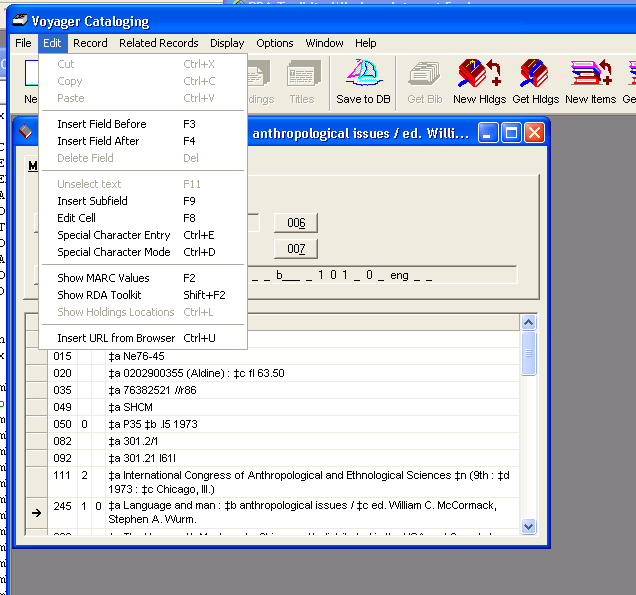 Voyager Cataloging
File Edit Record Related Records Display Options Window Help
Cut Ctrl+X
Copy Ctrl+C
Paste Ctrl+V
Insert Field Before F3
Insert Field After F4
Delete Field Del
Unselect text F11
Insert Subfield F9
Edit Cell F8
Special Character Entry Ctrl+E
Special Character Mode Ctrl+D
Show MARC Values F2
Show RDA Toolkit Shift+F2
Show Holdings Locations Ctrl+L
Insert URL from Browser Ctrl+U
Titles Save to DB Get Bib New Hldgs Get Hldgs New Items
anthropological issues / ed. Willi...
006
007
_ _ b___ _ 1 0 1 _ 0 _ eng _ _
015 ‡a Ne76-45
020 ‡a 0202900355 (Aldine) : ‡c fl 63.50
035 ‡a 76382521 //r86
049 ‡a SHCM
050 0 ‡a P35 ‡b .I5 1973
082 ‡a 301.2/1
092 ‡a 301.21 I61l
111 2 ‡a International Congress of Anthropological and Ethnological Sciences ‡n (9th : ‡d
1973 : ‡c Chicago, Ill.)
245 1 0 ‡a Language and man : ‡b anthropological issues / ‡c ed. William C. McCormack,
Stephen A. Wurm.